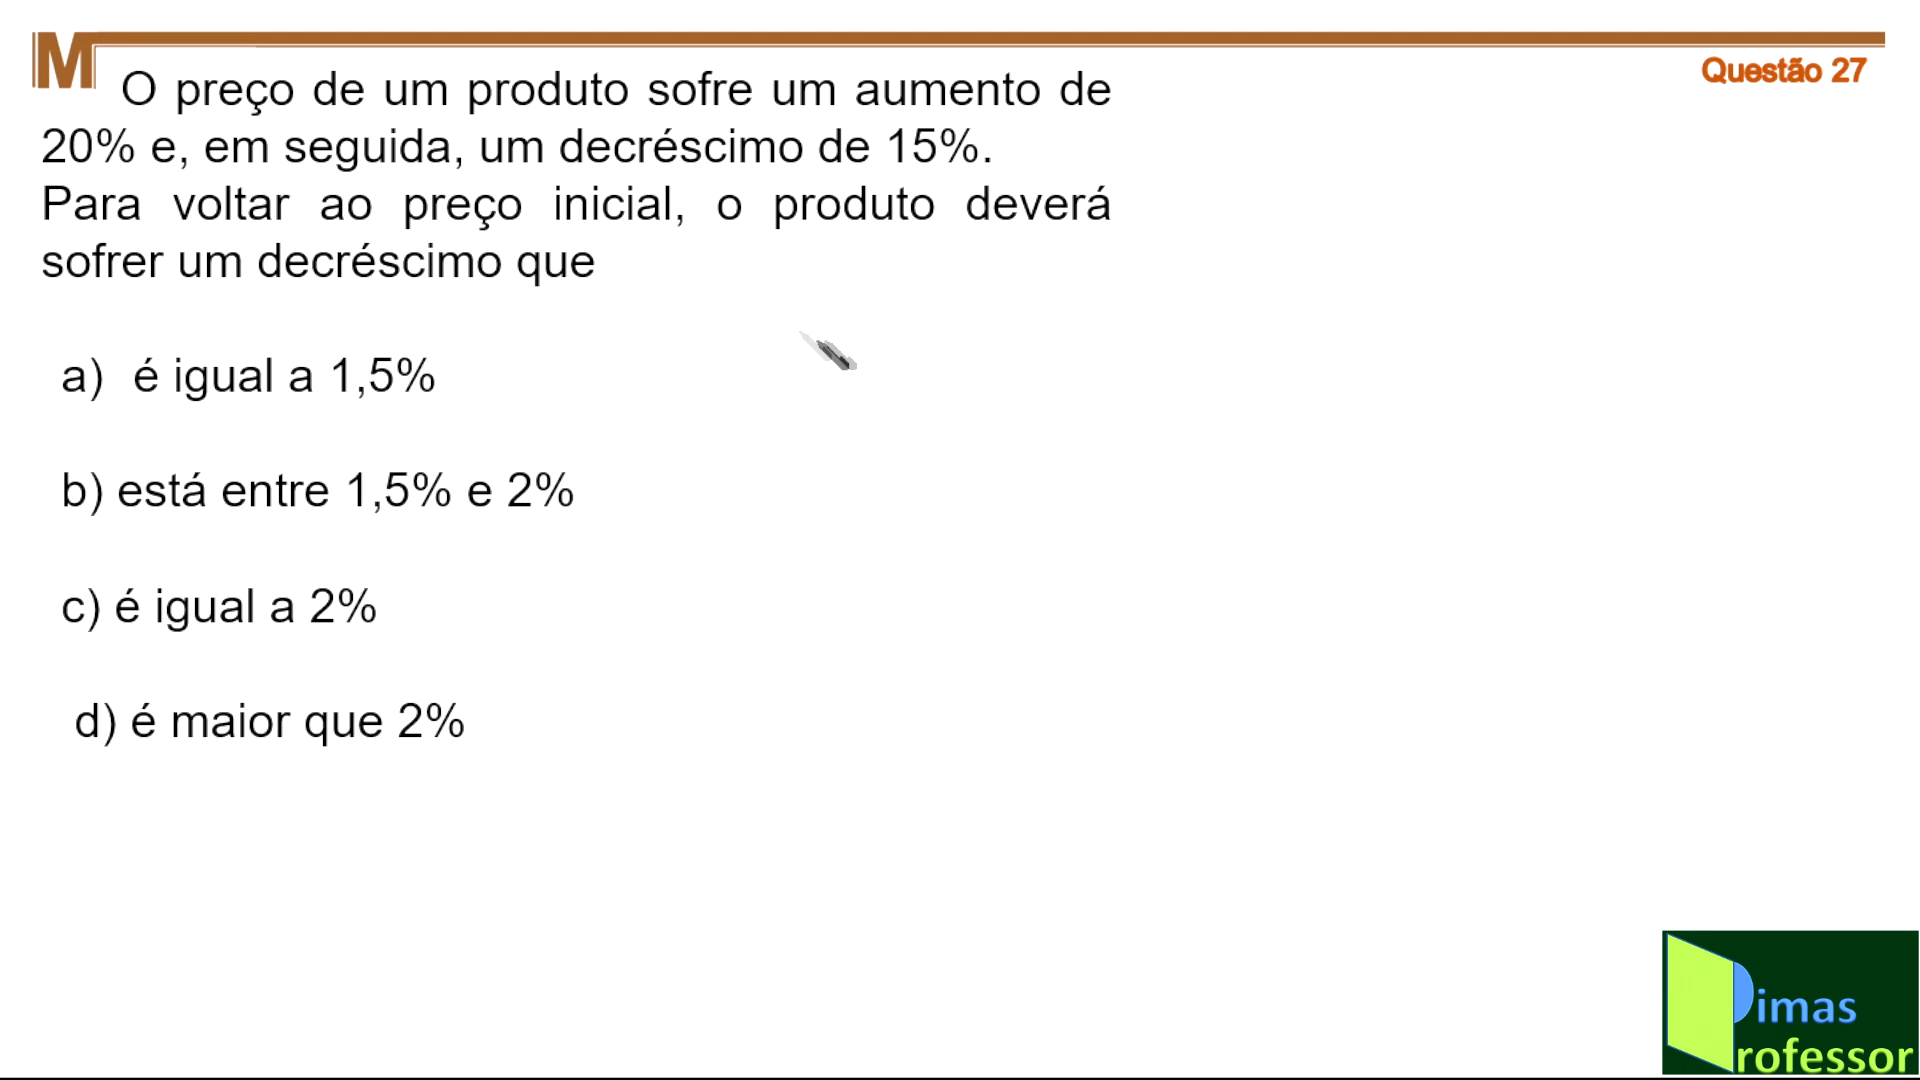 M
Questão 27
O preço de um produto sofre um aumento de
20% e, em seguida, um decréscimo de 15%.
Para voltar ao preço inicial, o produto deverá
sofrer um decréscimo que
a) é igual a 1,5%
b) está entre 1,5% e 2%
c) é igual a 2%
d) é maior que 2%
Dimas
Professor